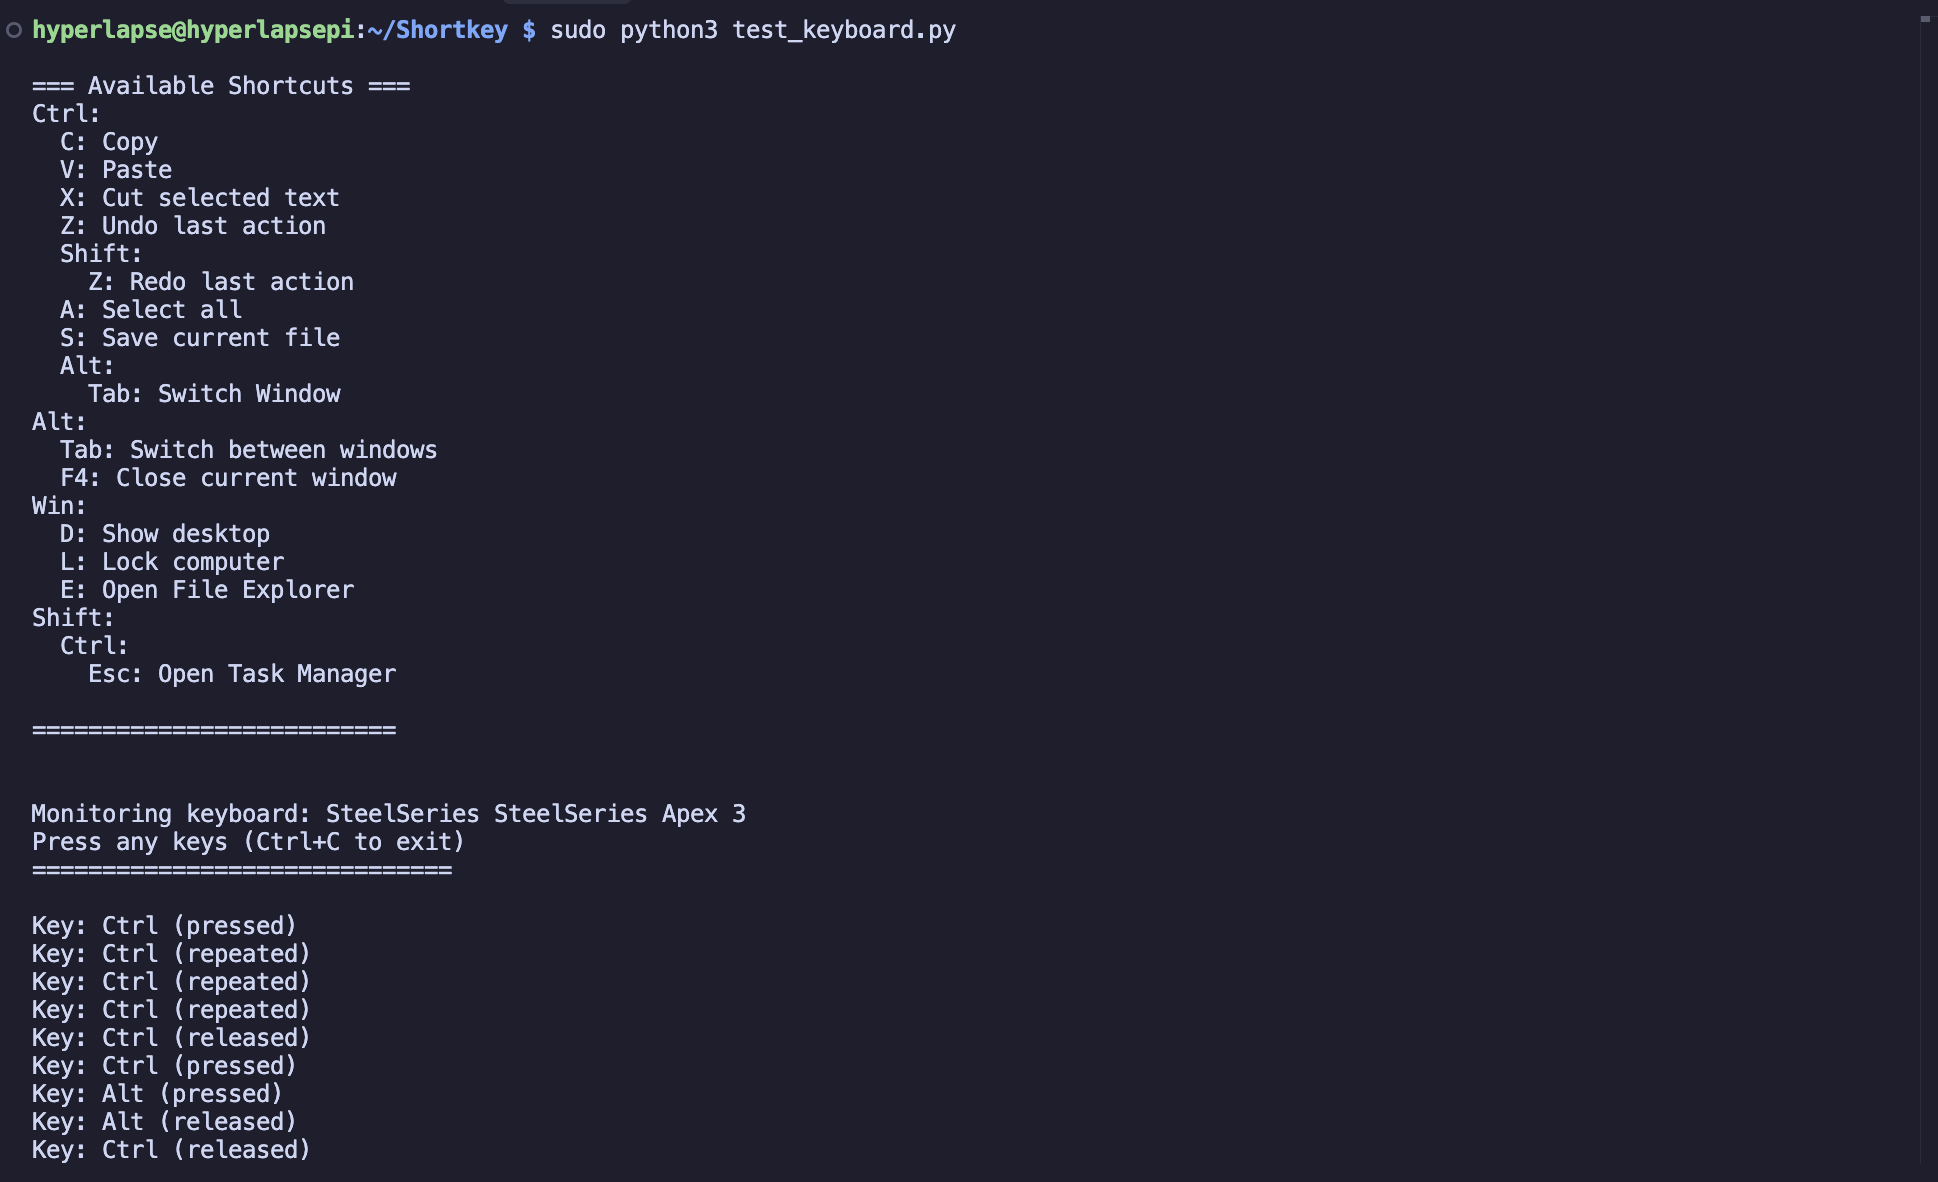 hyperlapse@hyperlapsepi:~/Shortkey $ sudo python3 test_keyboard.py
=== Available Shortcuts ===
Ctrl:
C: Copy
V: Paste
X: Cut selected text
Z: Undo last action
Shift:
Z: Redo last action
A: Select all
S: Save current file
Alt:
Tab: Switch Window
Alt:
Tab: Switch between windows
F4: Close current window
Win:
D: Show desktop
L: Lock computer
E: Open File Explorer
Shift:
Ctrl:
Esc: Open Task Manager
==========================
Monitoring keyboard: SteelSeries SteelSeries Apex 3
Press any keys (Ctrl+C to exit)
==============================
Key: Ctrl (pressed)
Key: Ctrl (repeated)
Key: Ctrl (repeated)
Key: Ctrl (repeated)
Key: Ctrl (released)
Key: Ctrl (pressed)
Key: Alt (pressed)
Key: Alt (released)
Key: Ctrl (released)